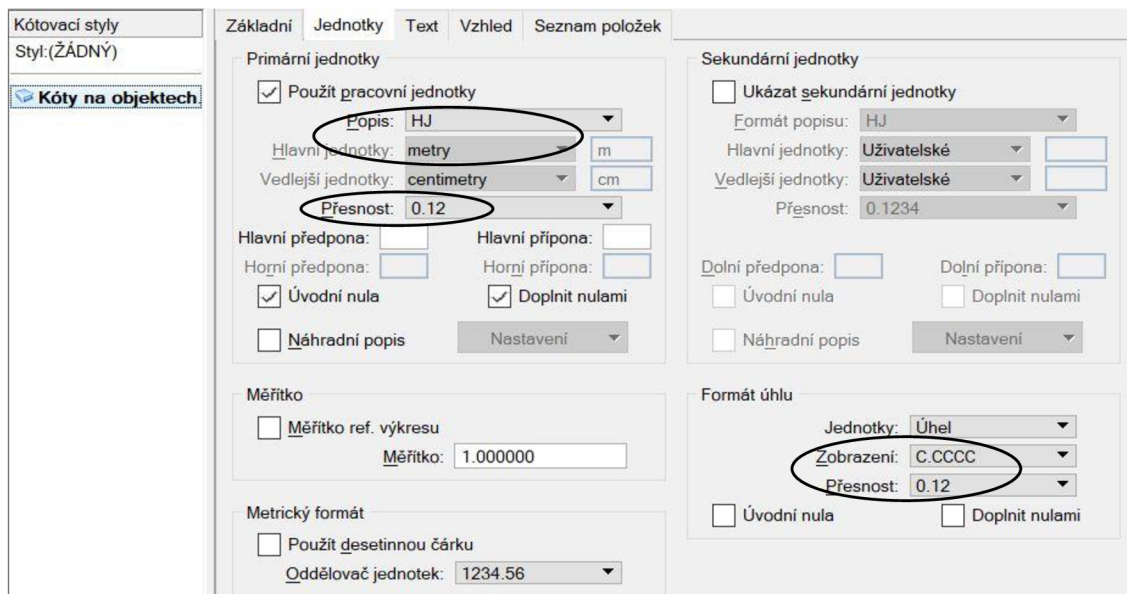 Kótovací styly
Styl:(ŽÁDNÝ)
Kóty na objektech.
Základní Jednotky Text Vzhled Seznam položek
Primární jednotky
Použít pracovní jednotky
Popis: HJ
Hlavní jednotky: metry m
Vedlejší jednotky: centimetry cm
Přesnost: 0.12
Hlavní předpona: Hlavní přípona:
Horní předpona: Horní přípona:
Úvodní nula Doplnit nulami
Náhradní popis Nastavení
Sekundární jednotky
Ukázat sekundární jednotky
Formát popisu: HJ
Hlavní jednotky: Uživatelské
Vedlejší jednotky: Uživatelské
Přesnost: 0.1234
Dolní předpona: Dolní přípona:
Úvodní nula Doplnit nulami
Náhradní popis Nastavení
Měřítko
Měřítko ref. výkresu
Měřítko: 1.000000
Formát úhlu
Jednotky: Úhel
Zobrazení: C.CCCC
Přesnost: 0.12
Úvodní nula Doplnit nulami
Metrický formát
Použít desetinnou čárku
Oddělovač jednotek: 1234.56